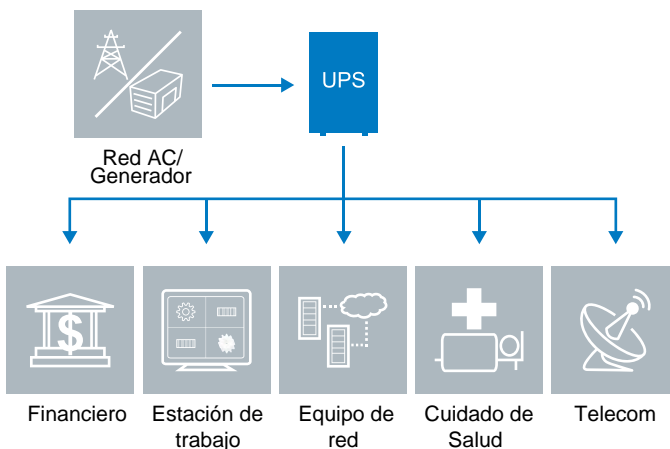 UPS
Red AC/
Generador
$
Financiero
Estación de
trabajo
Equipo de
red
Cuidado de
Salud
Telecom